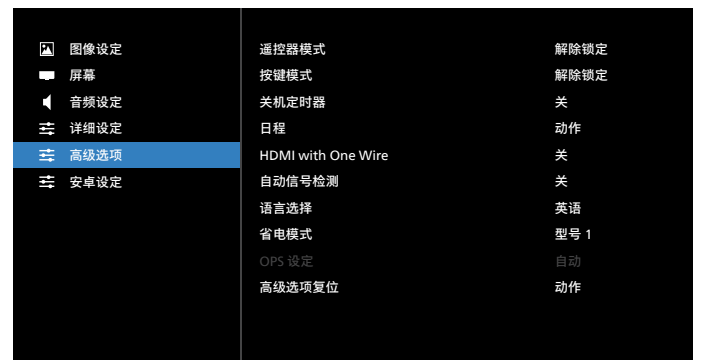 图像设定
屏幕
音频设定
详细设定
高级选项
安卓设定
遥控器模式 解除锁定
按键模式 解除锁定
关机定时器 关
日程 动作
HDMI with One Wire 关
自动信号检测 关
语言选择 英语
省电模式 型号 1
OPS 设定 自动
高级选项复位 动作